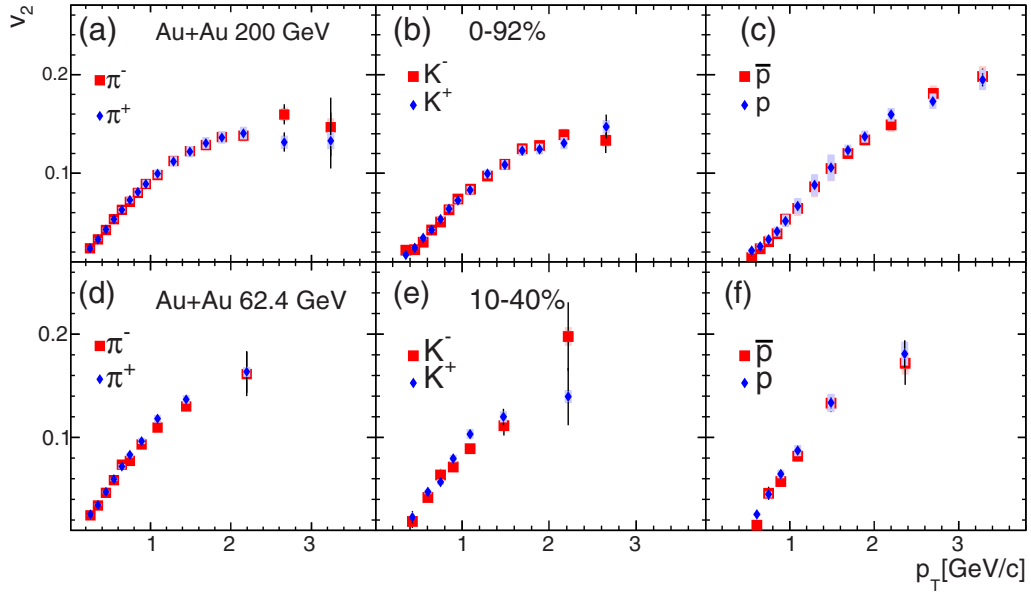 v₂
(a) Au+Au 200 GeV
π⁻
π⁺
(b) 0-92%
K⁻
K⁺
(c)
p̅
p
0.2
0.1
(d) Au+Au 62.4 GeV
π⁻
π⁺
(e) 10-40%
K⁻
K⁺
(f)
p̅
p
0.2
0.1
1 2 3 1 2 3 1 2 3
p_T[GeV/c]